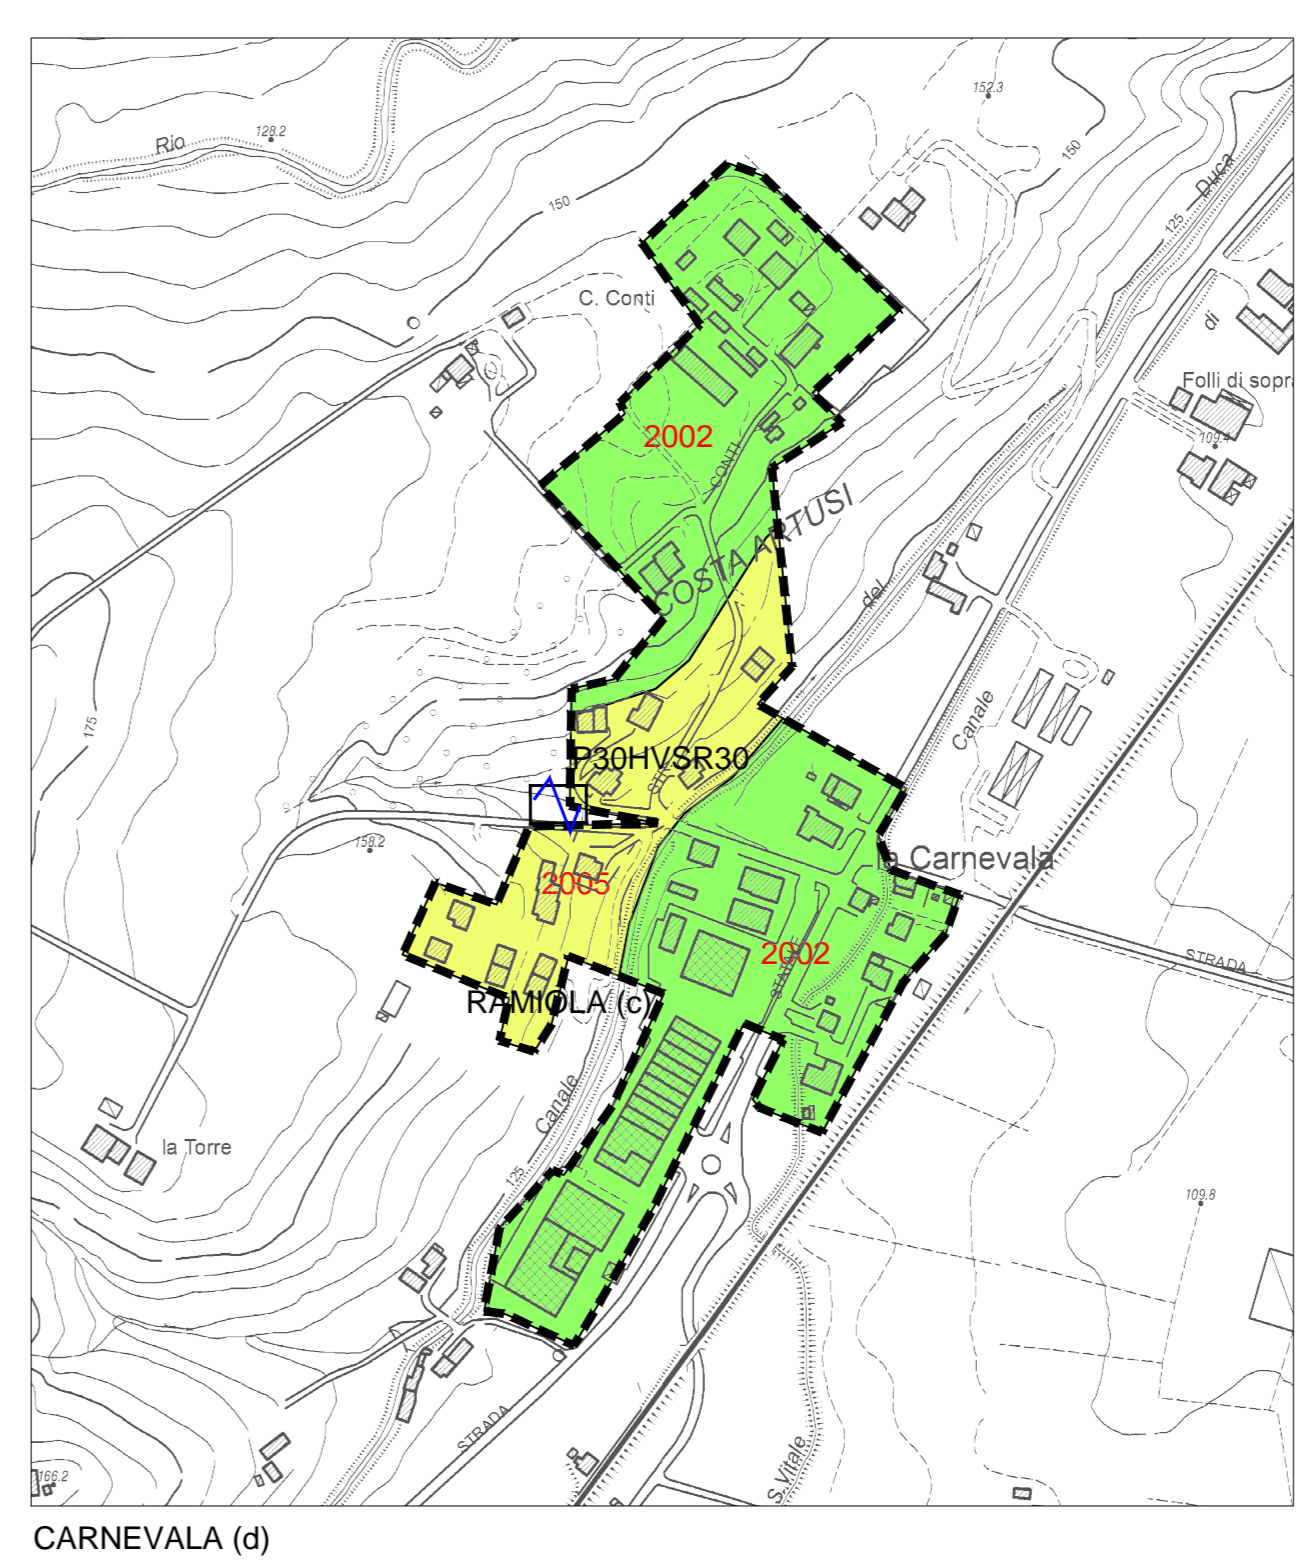 152.3
Rio
128.2
150
Duca
150
125
C. Conti
di
Folli di sopra
2002
109.4
CONTI
COSTA ARTUSI
del
175
Canale
P30HVSR30
158.2
la Carnevala
2005
2002
STRADA
STATALE
RAMIOLA (c)
Canale
la Torre
125
109.8
STRADA
S. Vitale
166.2
CARNEVALA (d)